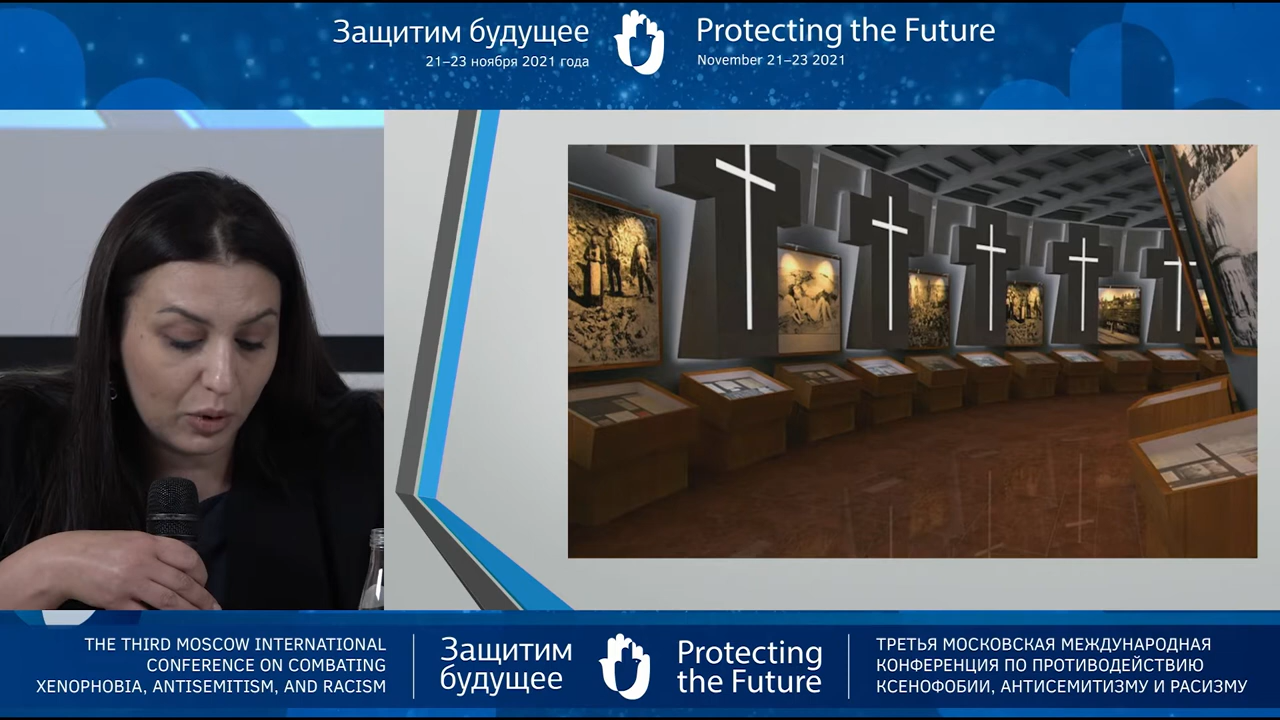 Защитим будущее
21–23 ноября 2021 года
Protecting the Future
November 21–23 2021
THE THIRD MOSCOW INTERNATIONAL
CONFERENCE ON COMBATING
XENOPHOBIA, ANTISEMITISM, AND RACISM
Защитим
будущее
Protecting
the Future
ТРЕТЬЯ МОСКОВСКАЯ МЕЖДУНАРОДНАЯ
КОНФЕРЕНЦИЯ ПО ПРОТИВОДЕЙСТВИЮ
КСЕНОФОБИИ, АНТИСЕМИТИЗМУ И РАСИЗМУ